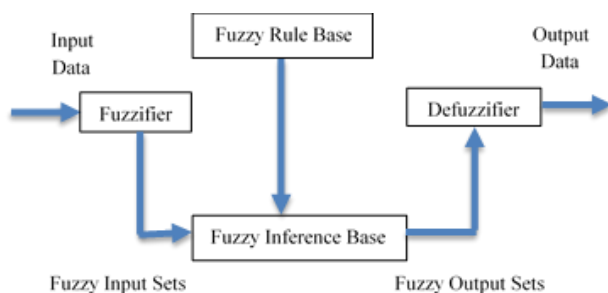 Input
Data
Fuzzy Rule Base
Output
Data
Fuzzifier
Defuzzifier
Fuzzy Inference Base
Fuzzy Input Sets
Fuzzy Output Sets